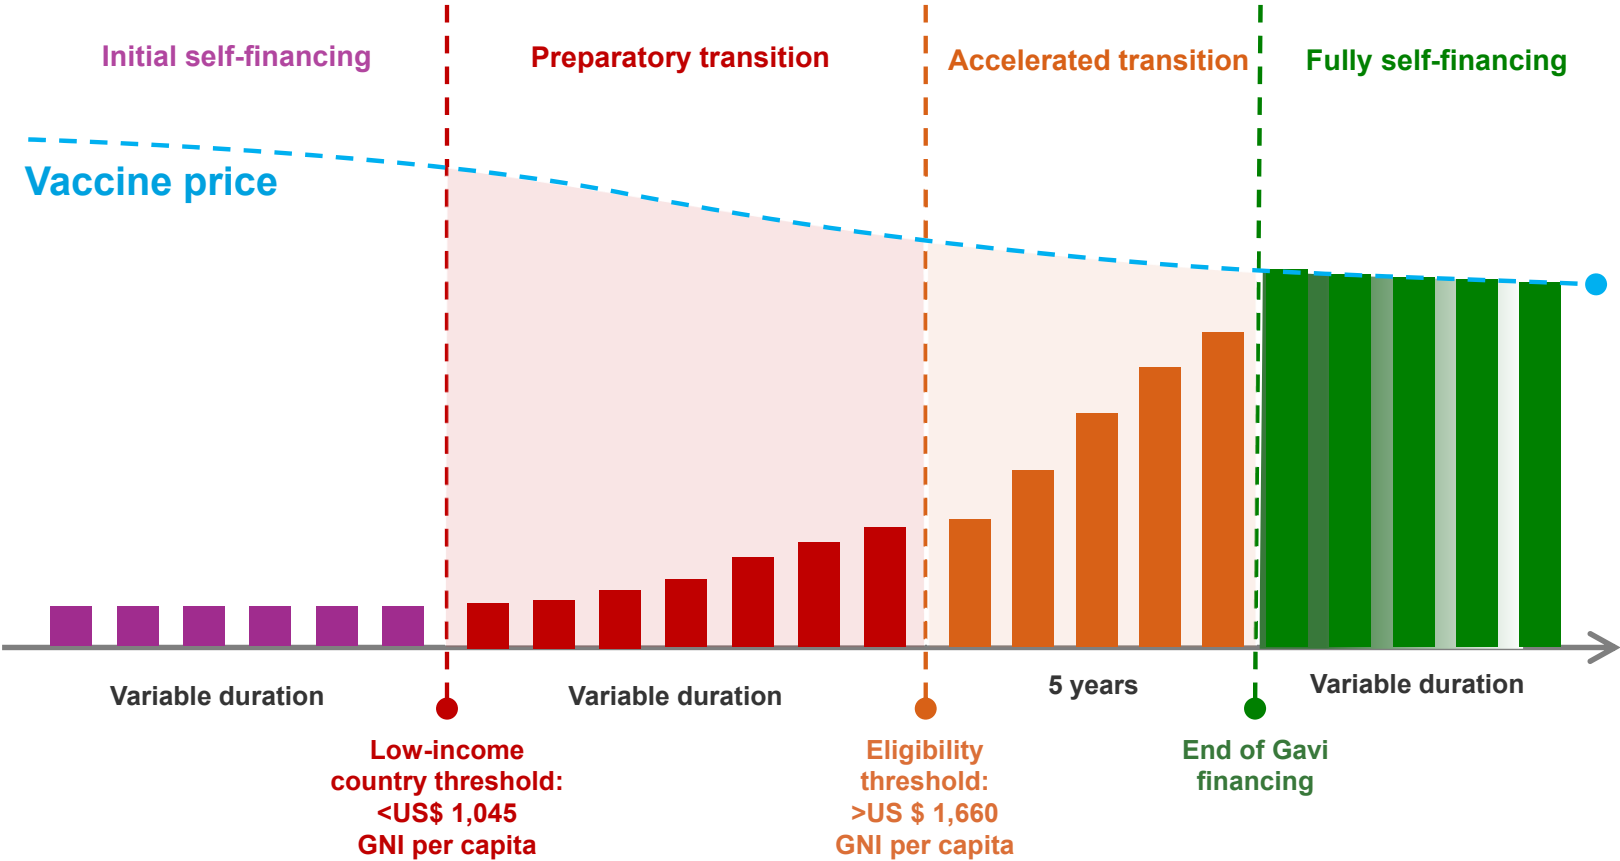 Initial self-financing
Preparatory transition
Accelerated transition
Fully self-financing
Vaccine price
Variable duration
Variable duration
5 years
Variable duration
Low-income
country threshold:
<US$ 1,045
GNI per capita
Eligibility
threshold:
>US $ 1,660
GNI per capita
End of Gavi
financing